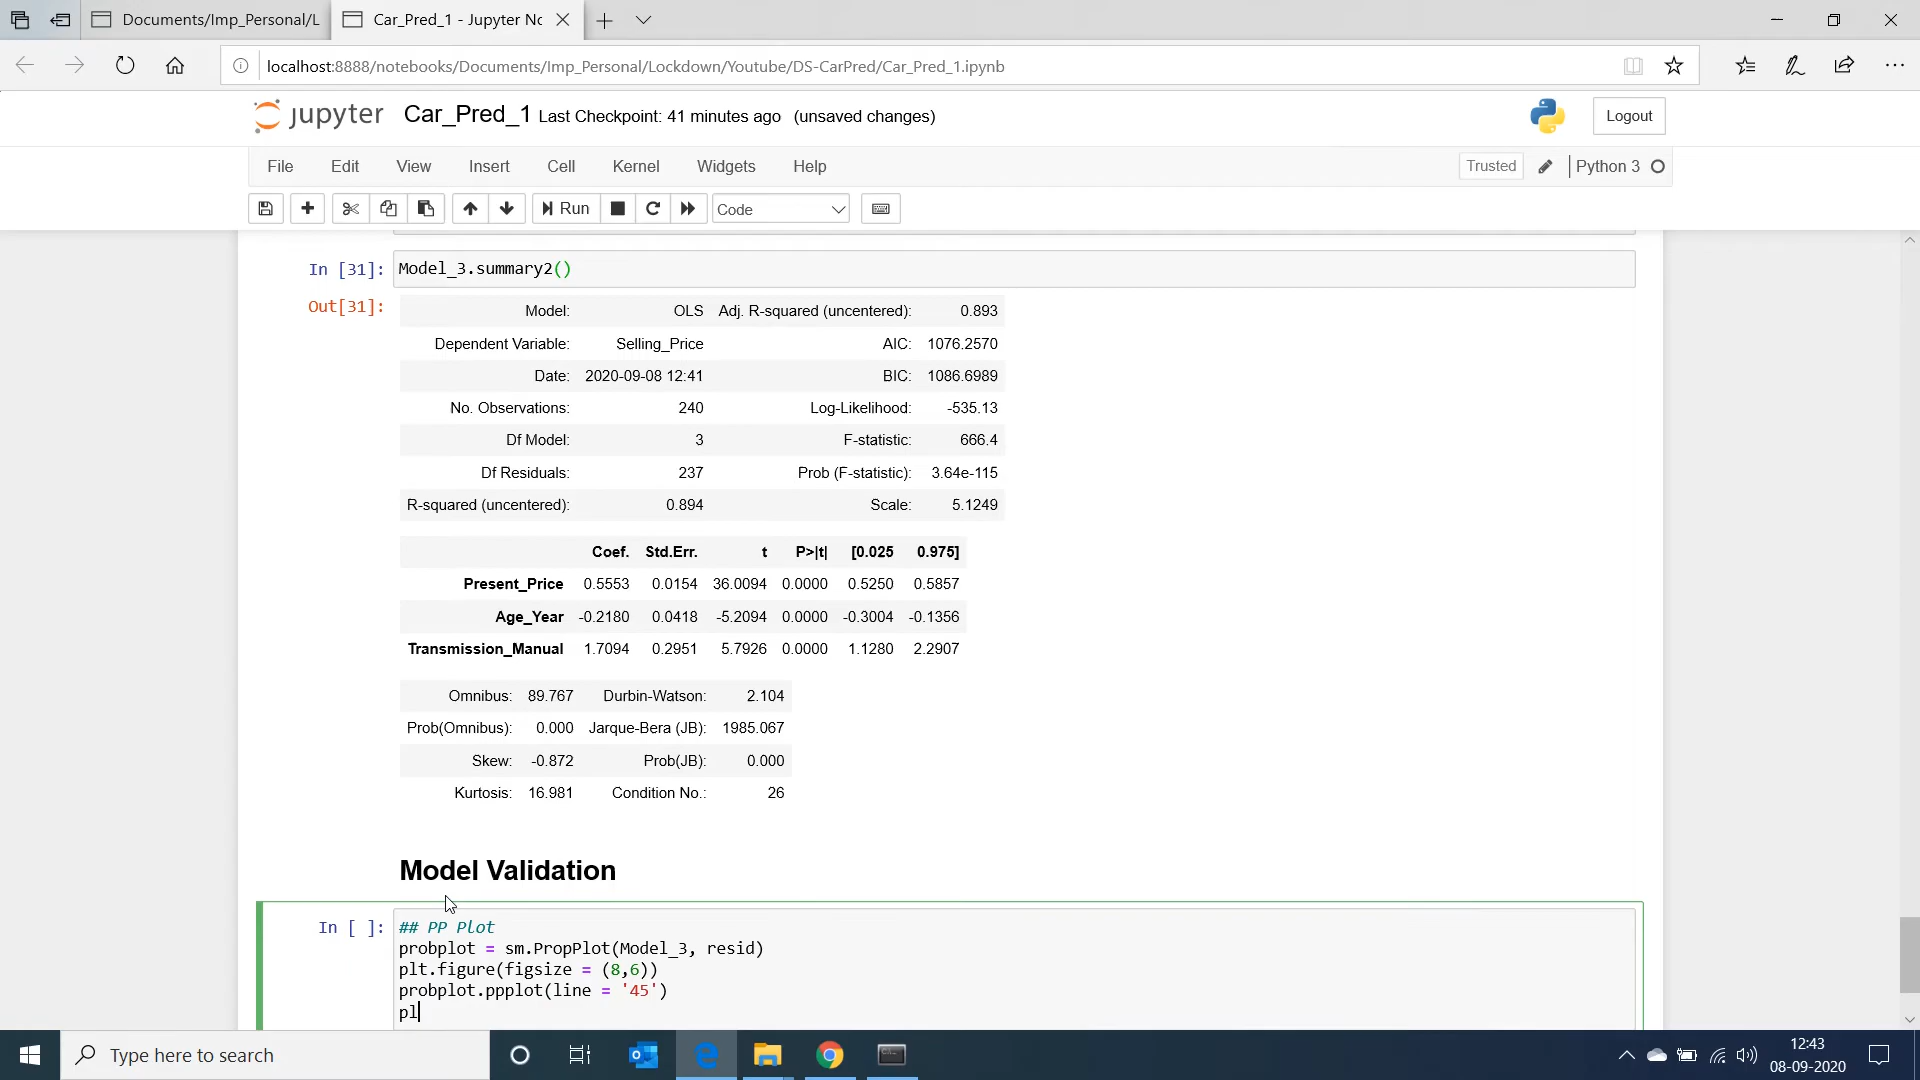 Documents/Imp_Personal/L
Car_Pred_1 - Jupyter Nc
localhost:8888/notebooks/Documents/Imp_Personal/Lockdown/Youtube/DS-CarPred/Car_Pred_1.ipynb
jupyter Car_Pred_1 Last Checkpoint: 41 minutes ago (unsaved changes)
Logout
File Edit View Insert Cell Kernel Widgets Help
Trusted Python 3
Run Code
In [31]: Model_3.summary2()
Out[31]:
Model: OLS Adj. R-squared (uncentered): 0.893
Dependent Variable: Selling_Price AIC: 1076.2570
Date: 2020-09-08 12:41 BIC: 1086.6989
No. Observations: 240 Log-Likelihood: -535.13
Df Model: 3 F-statistic: 666.4
Df Residuals: 237 Prob (F-statistic): 3.64e-115
R-squared (uncentered): 0.894 Scale: 5.1249
Coef. Std.Err. t P>|t| [0.025 0.975]
Present_Price 0.5553 0.0154 36.0094 0.0000 0.5250 0.5857
Age_Year -0.2180 0.0418 -5.2094 0.0000 -0.3004 -0.1356
Transmission_Manual 1.7094 0.2951 5.7926 0.0000 1.1280 2.2907
Omnibus: 89.767 Durbin-Watson: 2.104
Prob(Omnibus): 0.000 Jarque-Bera (JB): 1985.067
Skew: -0.872 Prob(JB): 0.000
Kurtosis: 16.981 Condition No.: 26
Model Validation
In [ ]: ## PP Plot
probplot = sm.PropPlot(Model_3, resid)
plt.figure(figsize = (8,6))
probplot.ppplot(line = '45')
pl
Type here to search
12:43
08-09-2020